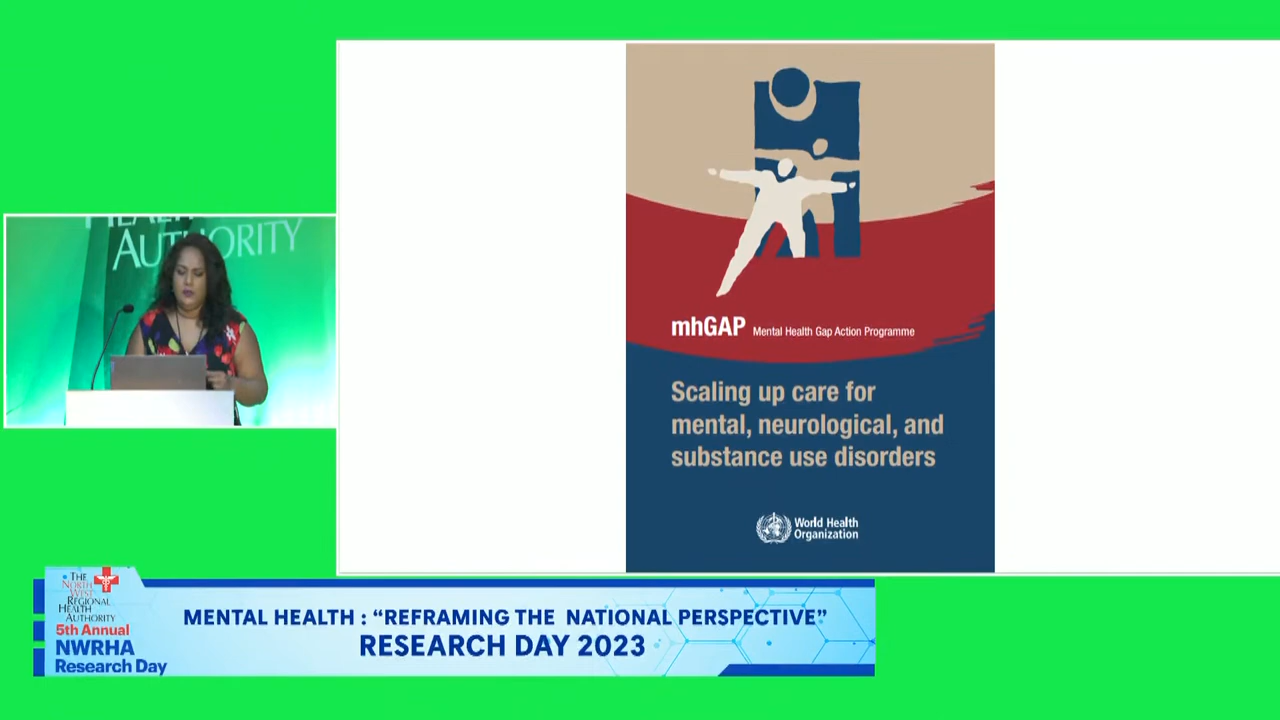 AUTHORITY
mhGAP Mental Health Gap Action Programme
Scaling up care for
mental, neurological, and
substance use disorders
World Health
Organization
THE
NORTH
WEST
REGIONAL
HEALTH
AUTHORITY
5th Annual
NWRHA
Research Day
MENTAL HEALTH : “REFRAMING THE NATIONAL PERSPECTIVE”
RESEARCH DAY 2023